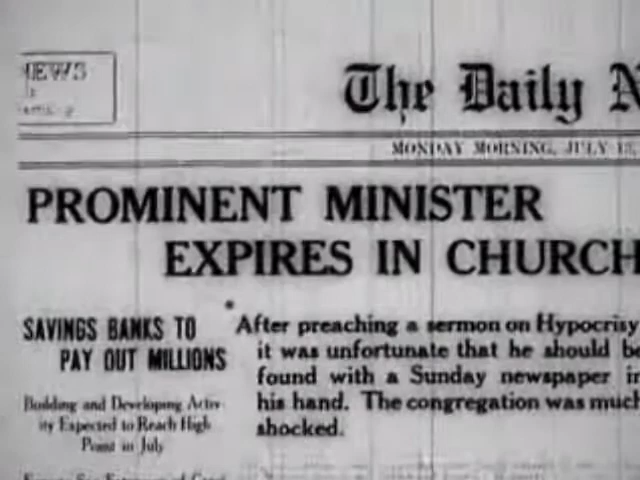 NEWS
The Daily N
MONDAY MORNING, JULY 13,
PROMINENT MINISTER
EXPIRES IN CHURCH
SAVINGS BANKS TO
PAY OUT MILLIONS
Building and Developing Activ-
ity Expected to Reach High
Point in July
After preaching a sermon on Hypocrisy
it was unfortunate that he should be
found with a Sunday newspaper in
his hand. The congregation was much
shocked.